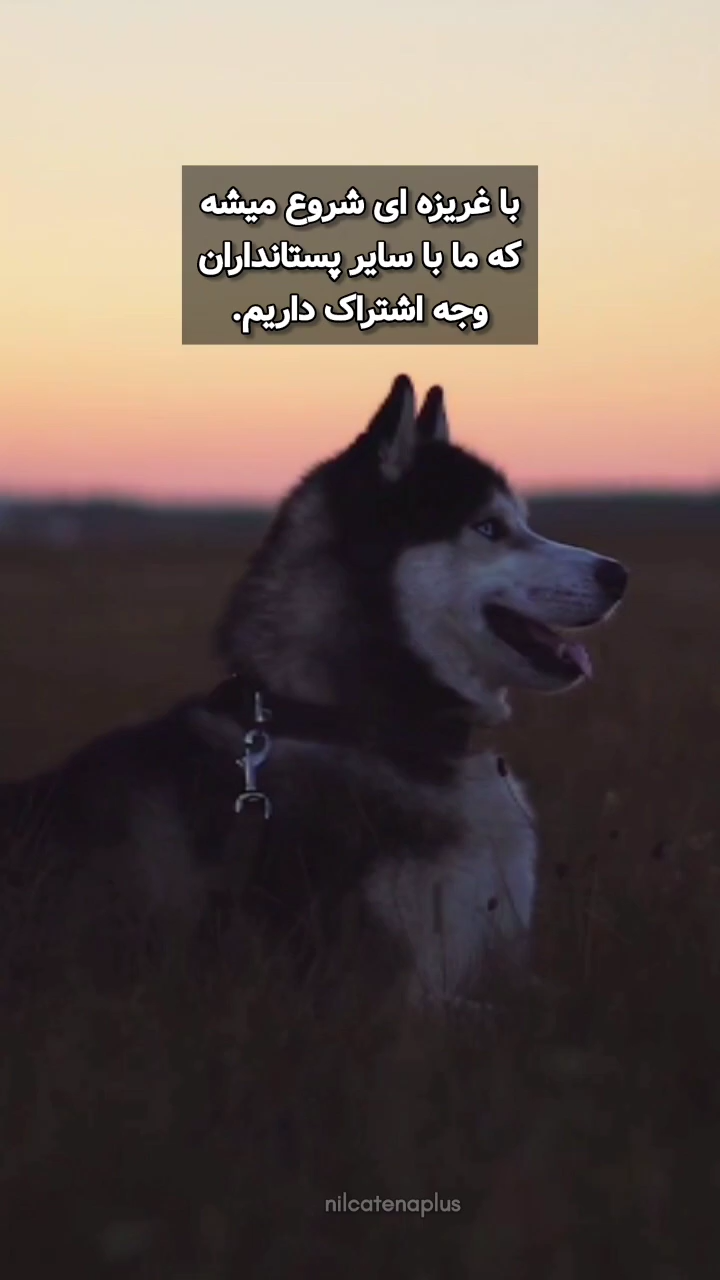 با غریزه ای شروع میشه
که ما با سایر پستانداران
وجه اشتراک داریم.
nilcatenaplus